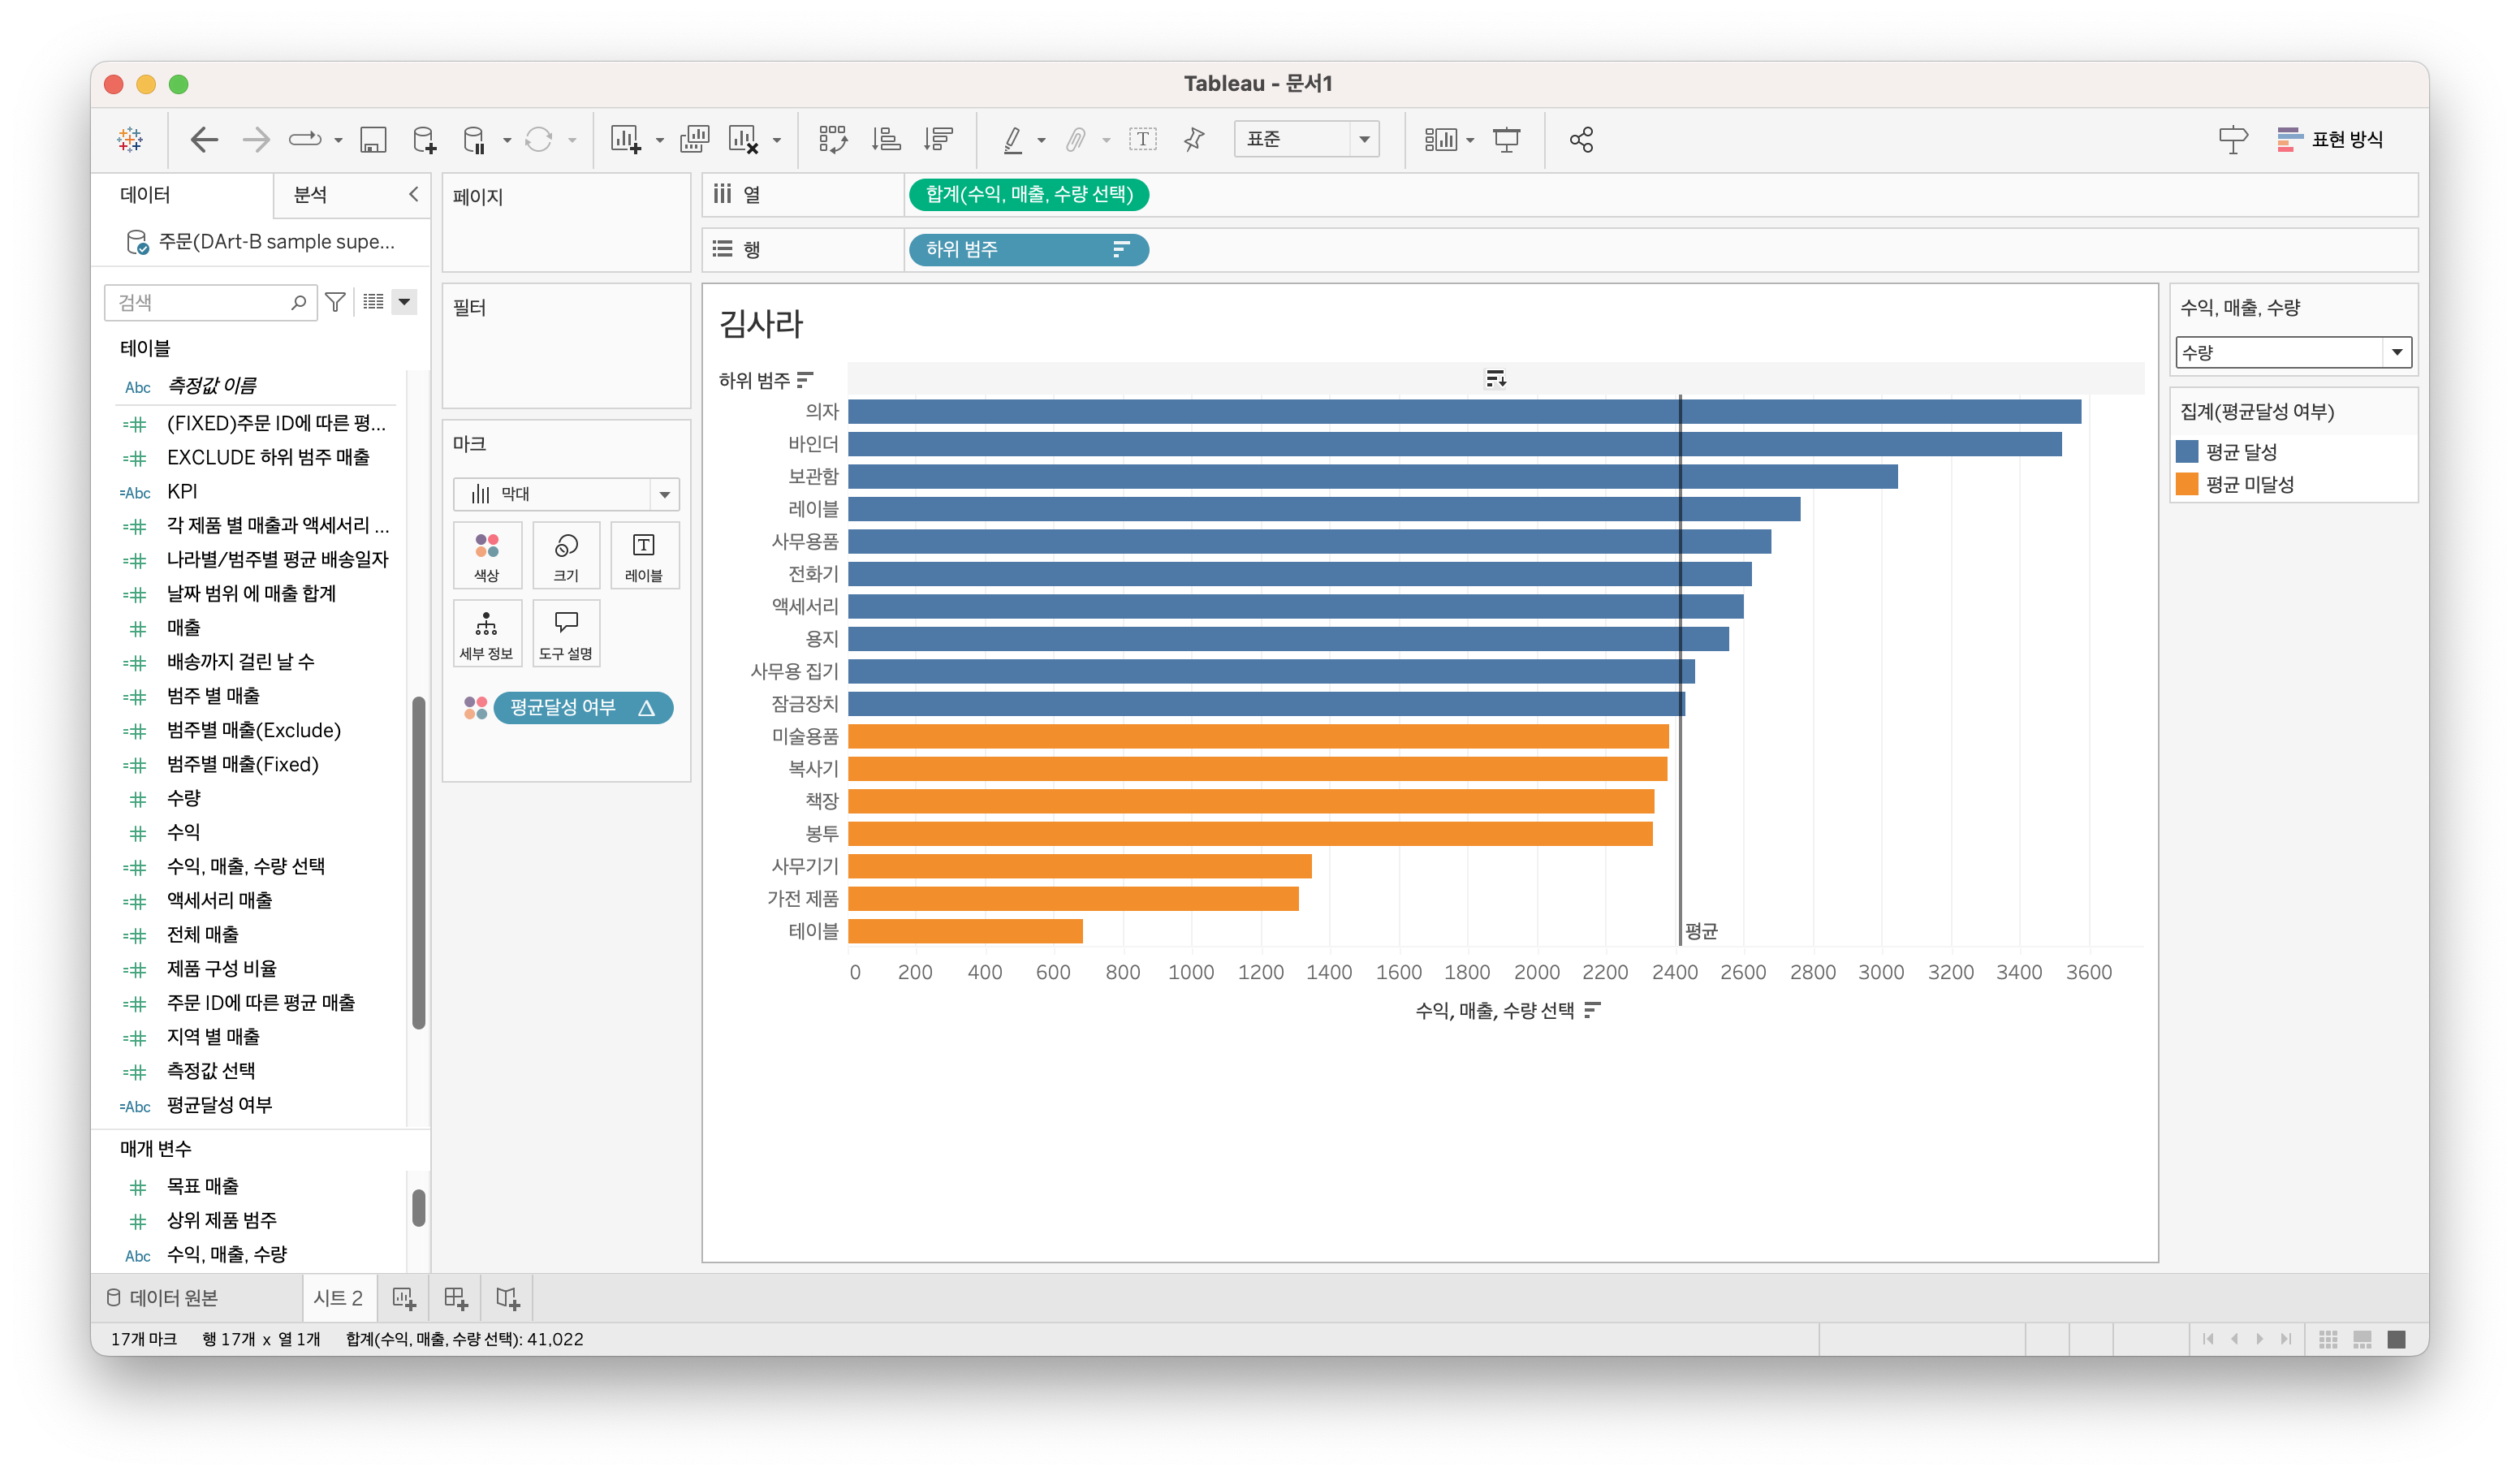 Tableau - 문서1
표준
표현 방식
데이터
분석
주문(DArt-B sample supe...
검색
테이블
Abc 측정값 이름
(FIXED)주문 ID에 따른 평...
EXCLUDE 하위 범주 매출
=Abc KPI
각 제품 별 매출과 액세서리 ...
나라별/범주별 평균 배송일자
날짜 범위 에 매출 합계
매출
배송까지 걸린 날 수
범주 별 매출
범주별 매출(Exclude)
범주별 매출(Fixed)
수량
수익
수익, 매출, 수량 선택
액세서리 매출
전체 매출
제품 구성 비율
주문 ID에 따른 평균 매출
지역 별 매출
측정값 선택
=Abc 평균달성 여부
매개 변수
목표 매출
상위 제품 범주
Abc 수익, 매출, 수량
페이지
필터
마크
막대
색상
크기
레이블
세부 정보
도구 설명
평균달성 여부
열
합계(수익, 매출, 수량 선택)
행
하위 범주
김사라
하위 범주
의자
바인더
보관함
레이블
사무용품
전화기
액세서리
용지
사무용 집기
잠금장치
미술용품
복사기
책장
봉투
사무기기
가전 제품
테이블
평균
0 200 400 600 800 1000 1200 1400 1600 1800 2000 2200 2400 2600 2800 3000 3200 3400 3600
수익, 매출, 수량 선택
수익, 매출, 수량
수량
집계(평균달성 여부)
평균 달성
평균 미달성
데이터 원본
시트 2
17개 마크 행 17개 x 열 1개 합계(수익, 매출, 수량 선택): 41,022